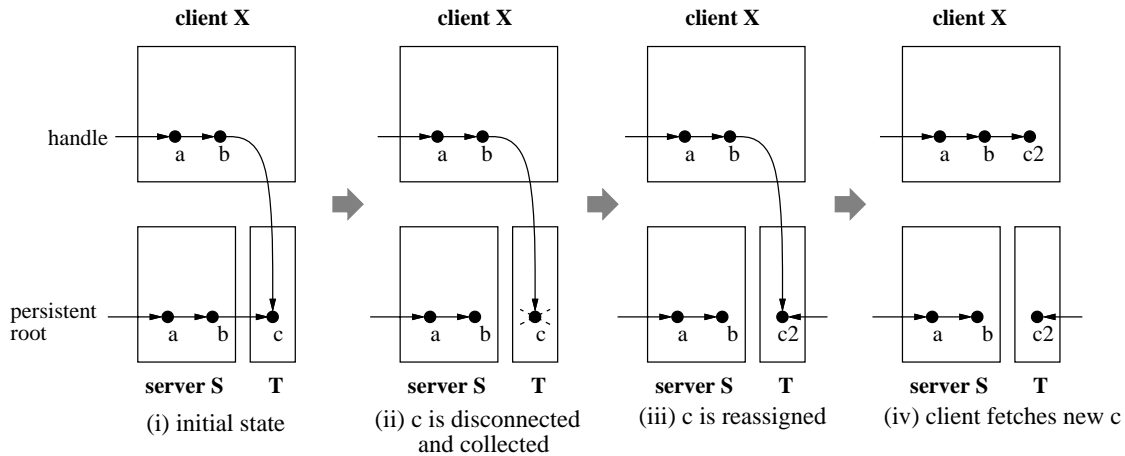 client X client X client X client X
handle
a b a b a b a b c2
persistent
root
a b c a b c a b c2 a b c2
server S T server S T server S T server S T
(i) initial state (ii) c is disconnected (iii) c is reassigned (iv) client fetches new c
and collected